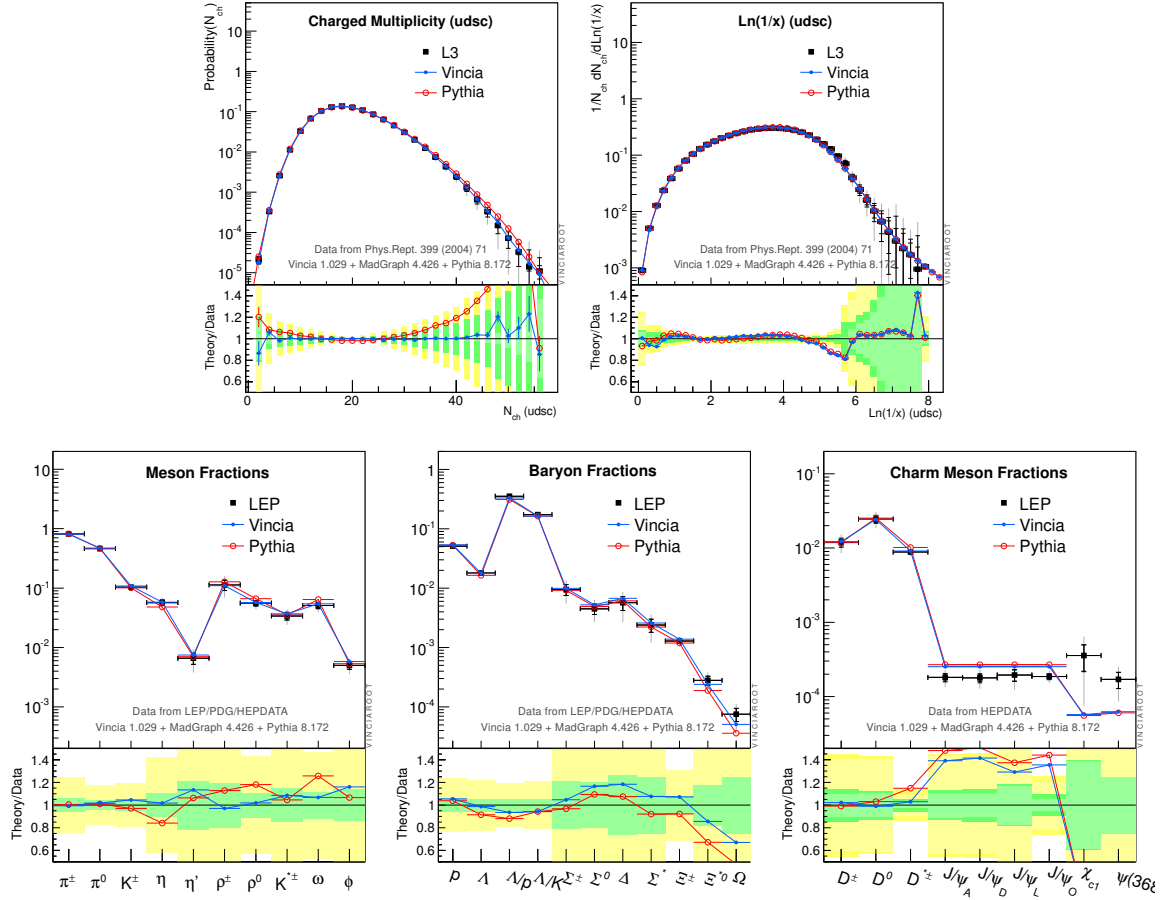 Charged Multiplicity (udsc)
Probability(N_ch)
L3
Vincia
Pythia
1
10^-1
10^-2
10^-3
10^-4
10^-5
Data from Phys.Rept. 399 (2004) 71
Vincia 1.029 + MadGraph 4.426 + Pythia 8.172
VINCIAROOT
Theory/Data
1.4
1.2
1
0.8
0.6
0
20
40
N_ch (udsc)
Ln(1/x) (udsc)
1/N_ch dN_ch/dLn(1/x)
L3
Vincia
Pythia
10
1
10^-1
10^-2
10^-3
Data from Phys.Rept. 399 (2004) 71
Vincia 1.029 + MadGraph 4.426 + Pythia 8.172
VINCIAROOT
Theory/Data
1.4
1.2
1
0.8
0.6
0
2
4
6
8
Ln(1/x) (udsc)
Meson Fractions
LEP
Vincia
Pythia
10
1
10^-1
10^-2
10^-3
Data from LEP/PDG/HEPDATA
Vincia 1.029 + MadGraph 4.426 + Pythia 8.172
VINCIAROOT
Theory/Data
1.4
1.2
1
0.8
0.6
π± π⁰ K± η η' ρ± ρ⁰ K*± ω φ
Baryon Fractions
LEP
Vincia
Pythia
1
10^-1
10^-2
10^-3
10^-4
Data from LEP/PDG/HEPDATA
Vincia 1.029 + MadGraph 4.426 + Pythia 8.172
VINCIAROOT
Theory/Data
1.4
1.2
1
0.8
0.6
p Λ Λ/p Λ/K Σ± Σ⁰ Δ Σ* Ξ± Ξ*⁰ Ω
Charm Meson Fractions
LEP
Vincia
Pythia
10^-1
10^-2
10^-3
10^-4
Data from HEPDATA
Vincia 1.029 + MadGraph 4.426 + Pythia 8.172
VINCIAROOT
Theory/Data
1.4
1.2
1
0.8
0.6
D± D⁰ D*± J/ψ_A J/ψ_D J/ψ_L J/ψ_O χ_c1 ψ(368